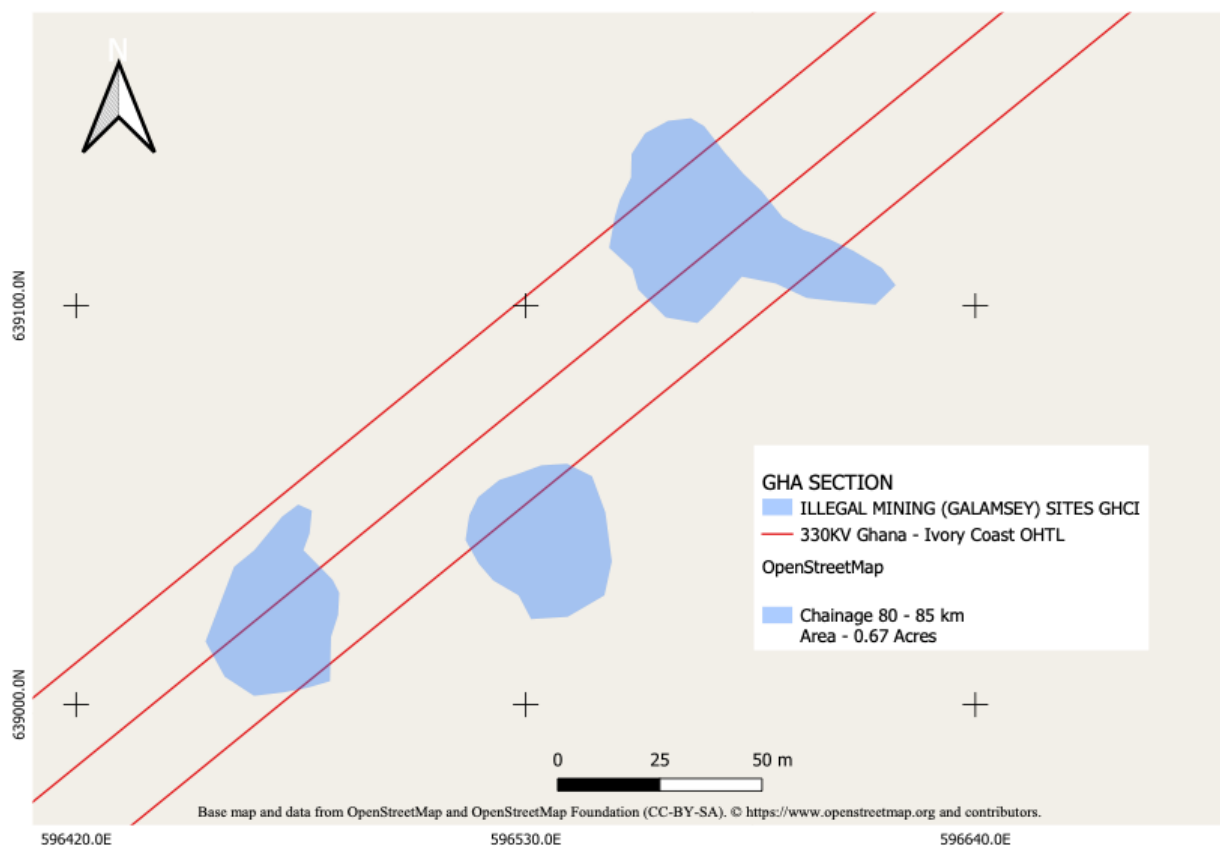 N
639100.0N
639000.0N
GHA SECTION
ILLEGAL MINING (GALAMSEY) SITES GHCI
330KV Ghana - Ivory Coast OHTL
OpenStreetMap
Chainage 80 - 85 km
Area - 0.67 Acres
0 25 50 m
Base map and data from OpenStreetMap and OpenStreetMap Foundation (CC-BY-SA). © https://www.openstreetmap.org and contributors.
596420.0E 596530.0E 596640.0E